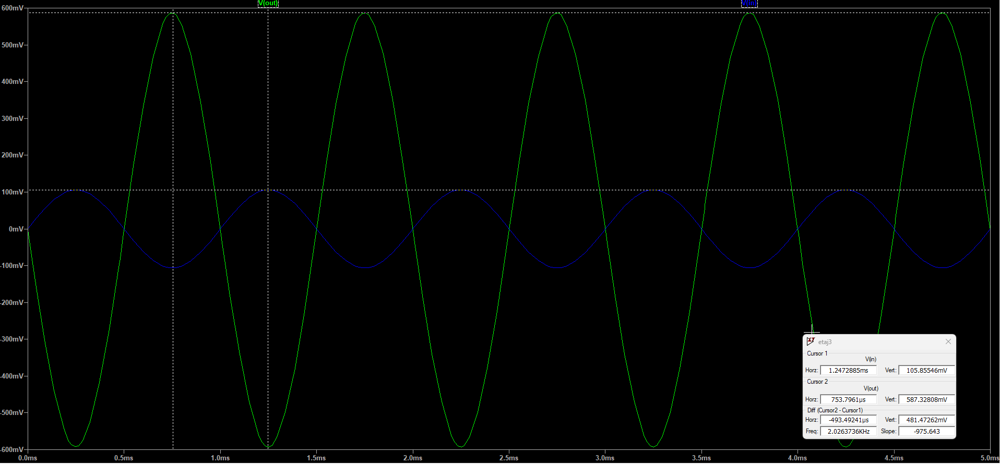 V(out) V(in)
600mV
500mV
400mV
300mV
200mV
100mV
0mV
-100mV
-200mV
-300mV
-400mV
-500mV
-600mV
0.0ms 0.5ms 1.0ms 1.5ms 2.0ms 2.5ms 3.0ms 3.5ms 4.0ms 4.5ms 5.0ms
etaj3
Cursor 1
V(in)
Horz: 1.2472885ms Vert: 105.85546mV
Cursor 2
V(out)
Horz: 753.7961µs Vert: 587.32808mV
Diff (Cursor2 - Cursor1)
Horz: -493.49241µs Vert: 481.47262mV
Freq: 2.0263736KHz Slope: -975.643